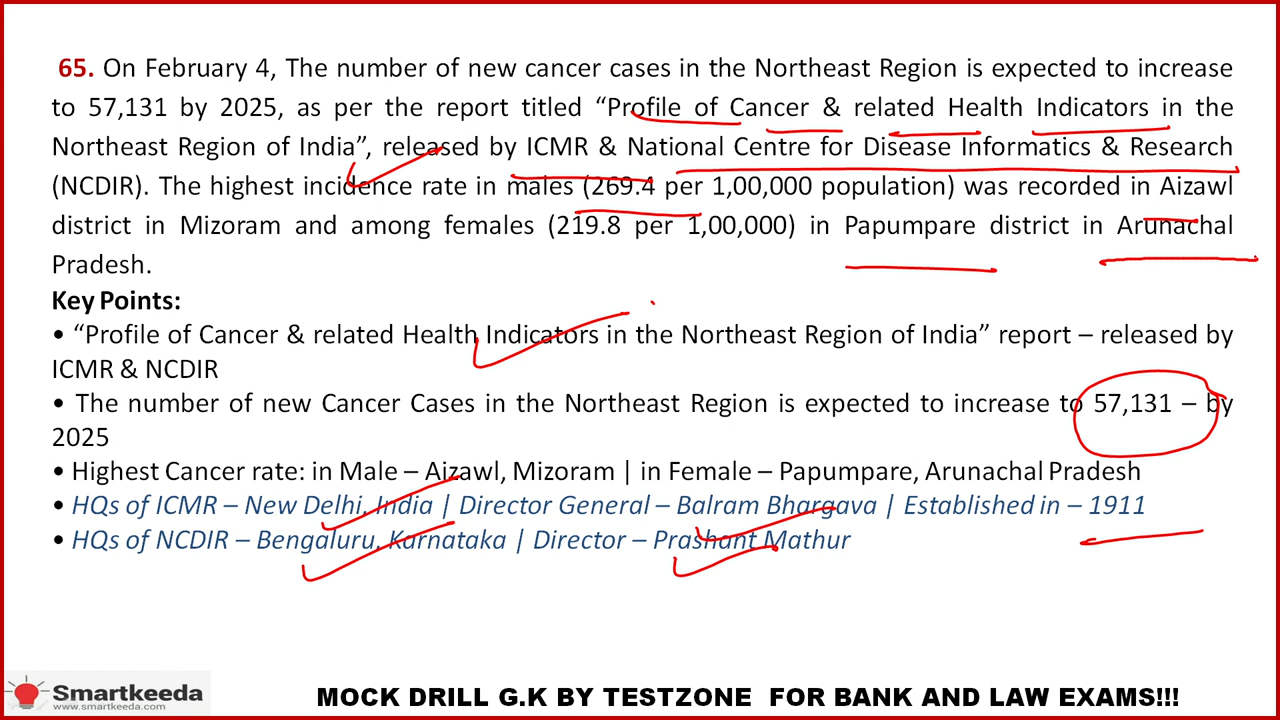 65. On February 4, The number of new cancer cases in the Northeast Region is expected to increase
to 57,131 by 2025, as per the report titled “Profile of Cancer & related Health Indicators in the
Northeast Region of India”, released by ICMR & National Centre for Disease Informatics & Research
(NCDIR). The highest incidence rate in males (269.4 per 1,00,000 population) was recorded in Aizawl
district in Mizoram and among females (219.8 per 1,00,000) in Papumpare district in Arunachal
Pradesh.
Key Points:
• “Profile of Cancer & related Health Indicators in the Northeast Region of India” report – released by
ICMR & NCDIR
• The number of new Cancer Cases in the Northeast Region is expected to increase to 57,131 – by
2025
• Highest Cancer rate: in Male – Aizawl, Mizoram | in Female – Papumpare, Arunachal Pradesh
• HQs of ICMR – New Delhi, India | Director General – Balram Bhargava | Established in – 1911
• HQs of NCDIR – Bengaluru, Karnataka | Director – Prashant Mathur
Smartkeeda
www.smartkeeda.com
MOCK DRILL G.K BY TESTZONE FOR BANK AND LAW EXAMS!!!